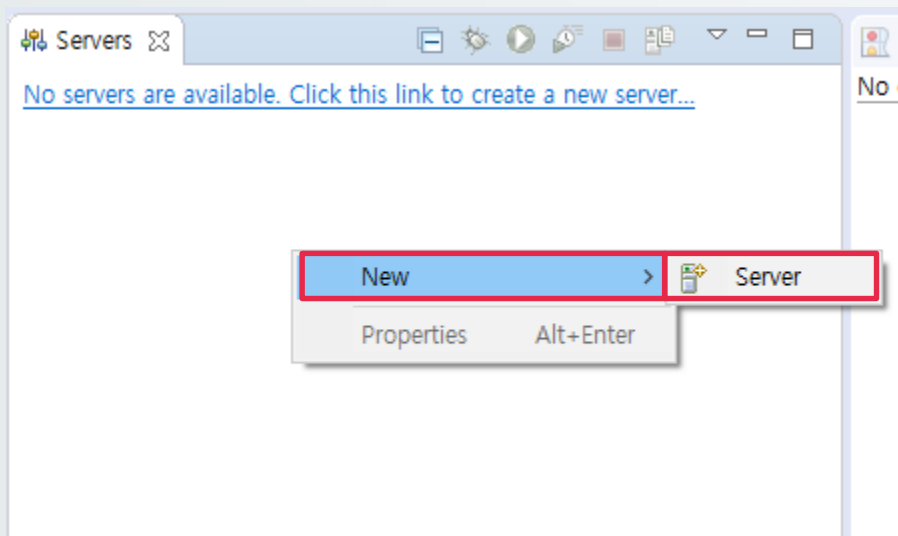 Servers
No servers are available. Click this link to create a new server...
No
New
Server
Properties Alt+Enter